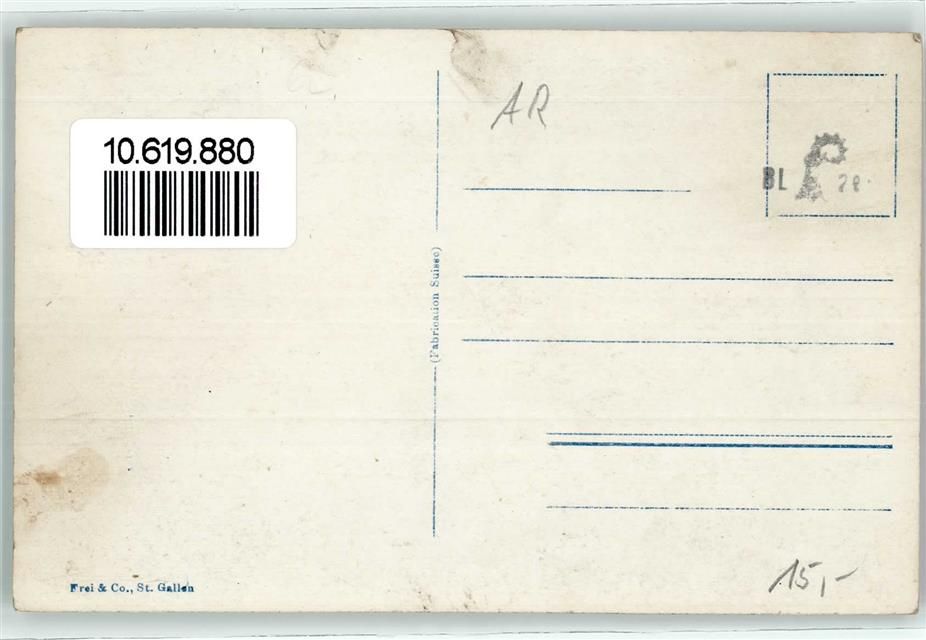 10.619.880
AR
BL
(Fabrication Suisse)
Frei & Co., St. Gallen
15,-